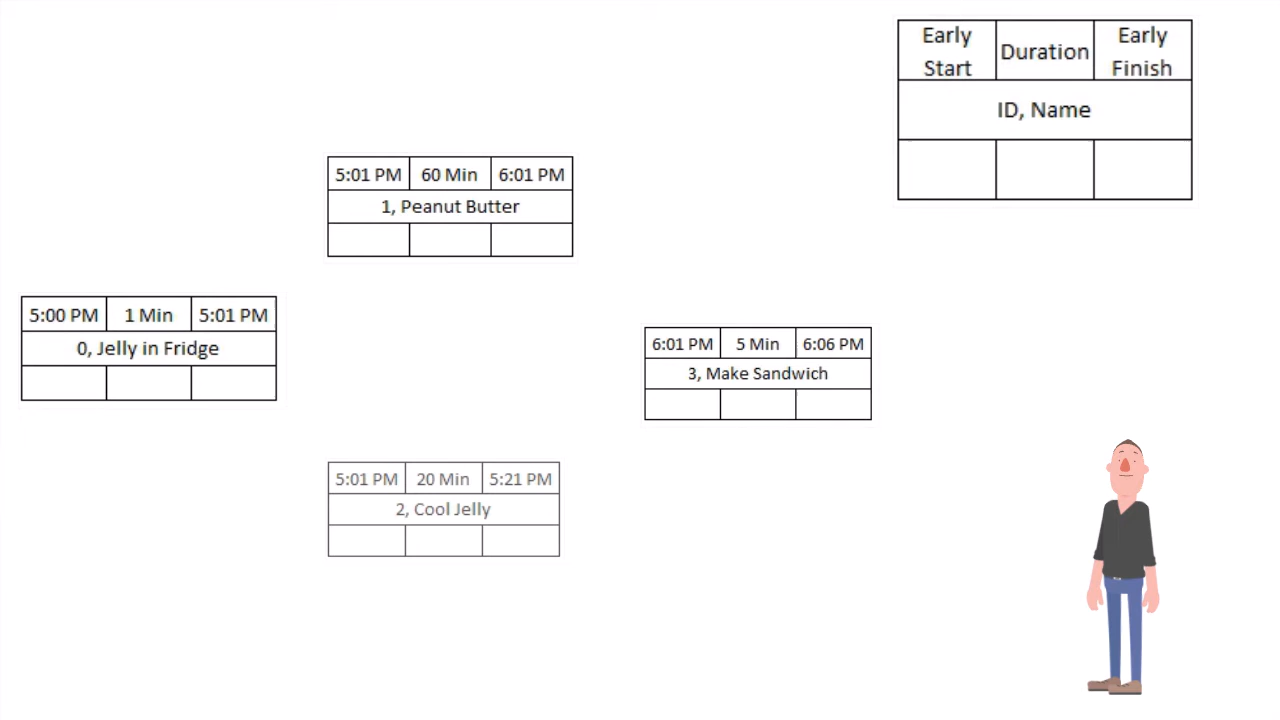 Early Start Duration Early Finish
ID, Name
5:01 PM 60 Min 6:01 PM
1, Peanut Butter
5:00 PM 1 Min 5:01 PM
0, Jelly in Fridge
6:01 PM 5 Min 6:06 PM
3, Make Sandwich
5:01 PM 20 Min 5:21 PM
2, Cool Jelly